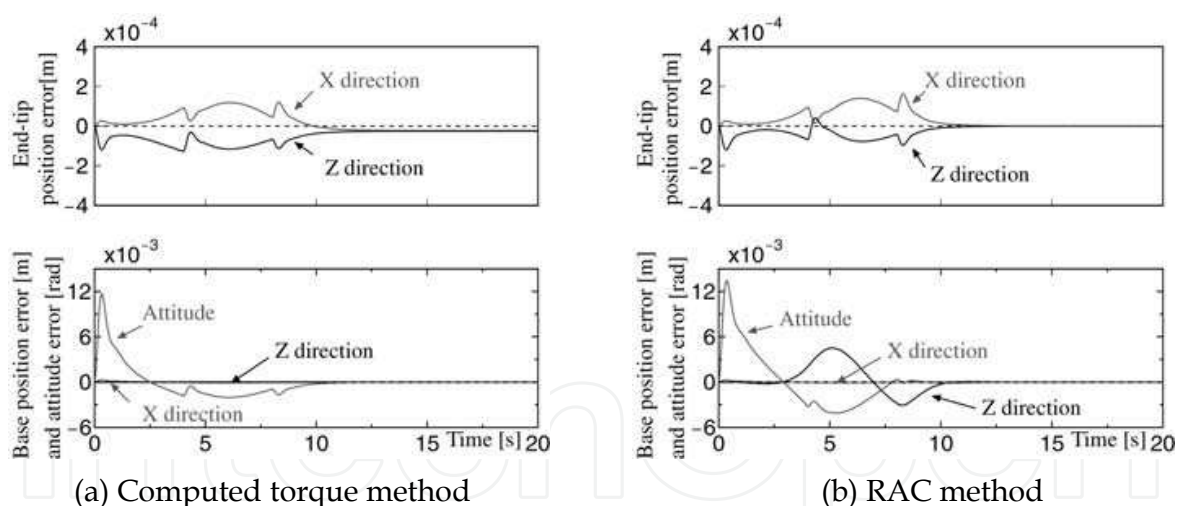 x10⁻⁴
End-tip
position error[m]
4
2
0
−2
−4
X direction
Z direction
x10⁻⁴
End-tip
position error[m]
4
2
0
−2
−4
X direction
Z direction
x10⁻³
Base position error [m]
and attitude error [rad]
12
6
0
−6
Attitude
Z direction
X direction
0
5
10
15
Time [s]
20
x10⁻³
Base position error [m]
and attitude error [rad]
12
6
0
−6
Attitude
X direction
Z direction
0
5
10
15
Time [s]
20
(a) Computed torque method
(b) RAC method